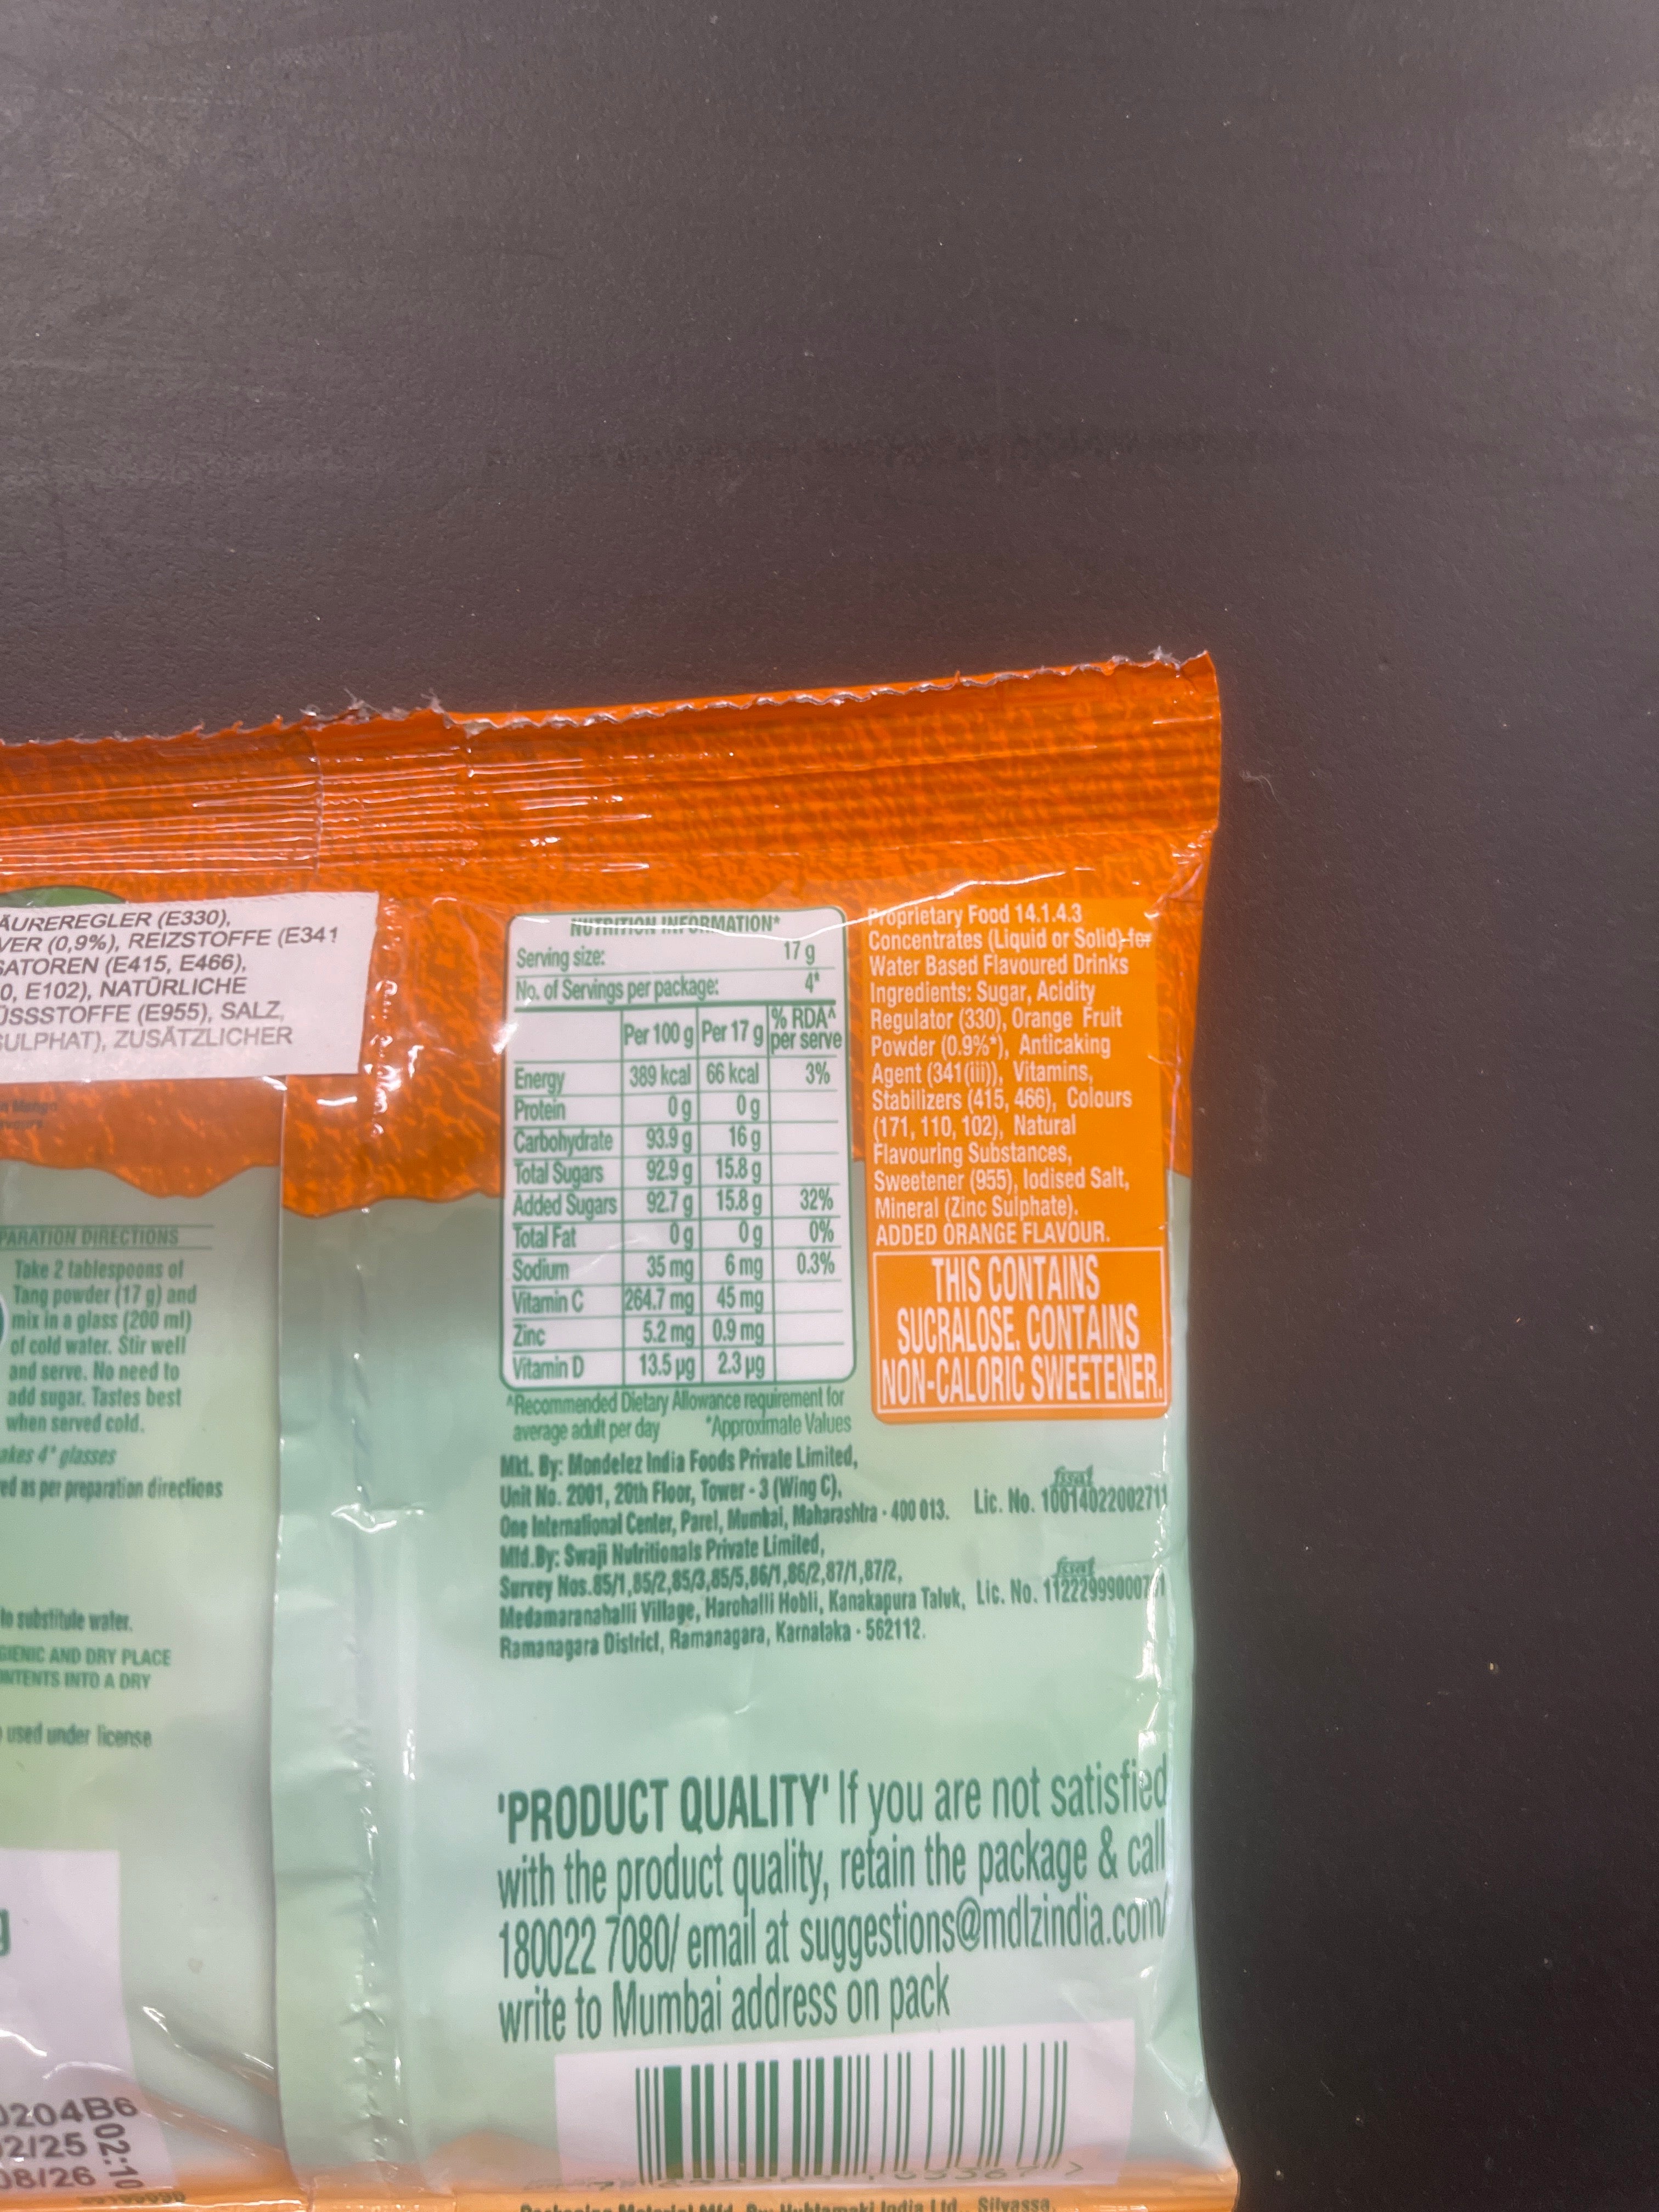 ÄUREREGLER (E330),
VER (0,9%), REIZSTOFFE (E341
SATOREN (E415, E466),
0, E102), NATÜRLICHE
ÜSSSTOFFE (E955), SALZ,
SULPHAT), ZUSÄTZLICHER
PARATION DIRECTIONS
Take 2 tablespoons of
Tang powder (17 g) and
mix in a glass (200 ml)
of cold water. Stir well
and serve. No need to
add sugar. Tastes best
when served cold.
akes 4* glasses
ed as per preparation directions
to substitute water.
GIENIC AND DRY PLACE
NTENTS INTO A DRY
used under license
0204B6
02/25
08/26
02:10
NUTRITION INFORMATION*
Serving size: 17 g
No. of Servings per package: 4*
Per 100 g Per 17 g % RDA^ per serve
Energy 389 kcal 66 kcal 3%
Protein 0 g 0 g
Carbohydrate 93.9 g 16 g
Total Sugars 92.9 g 15.8 g
Added Sugars 92.7 g 15.8 g 32%
Total Fat 0 g 0 g 0%
Sodium 35 mg 6 mg 0.3%
Vitamin C 264.7 mg 45 mg
Zinc 5.2 mg 0.9 mg
Vitamin D 13.5 µg 2.3 µg
^Recommended Dietary Allowance requirement for
average adult per day *Approximate Values
Proprietary Food 14.1.4.3
Concentrates (Liquid or Solid) for
Water Based Flavoured Drinks
Ingredients: Sugar, Acidity
Regulator (330), Orange Fruit
Powder (0.9%*), Anticaking
Agent (341(iii)), Vitamins,
Stabilizers (415, 466), Colours
(171, 110, 102), Natural
Flavouring Substances,
Sweetener (955), Iodised Salt,
Mineral (Zinc Sulphate).
ADDED ORANGE FLAVOUR.
THIS CONTAINS
SUCRALOSE. CONTAINS
NON-CALORIC SWEETENER.
Mkt. By: Mondelez India Foods Private Limited,
Unit No. 2001, 20th Floor, Tower - 3 (Wing C),
One International Center, Parel, Mumbai, Maharashtra - 400 013.
fssai
Lic. No. 10014022002711
Mfd.By: Swaji Nutritionals Private Limited,
Survey Nos.85/1,85/2,85/3,85/5,86/1,86/2,87/1,87/2,
Medamaranahalli Village, Harohalli Hobli, Kanakapura Taluk,
Ramanagara District, Ramanagara, Karnataka - 562112.
fssai
Lic. No.
'PRODUCT QUALITY' If you are not satisfied
with the product quality, retain the package & call
180022 7080/ email at suggestions@mdlzindia.com/
write to Mumbai address on pack
Packaging Material Mfd. By: Huhtamaki India Ltd., Silvassa.